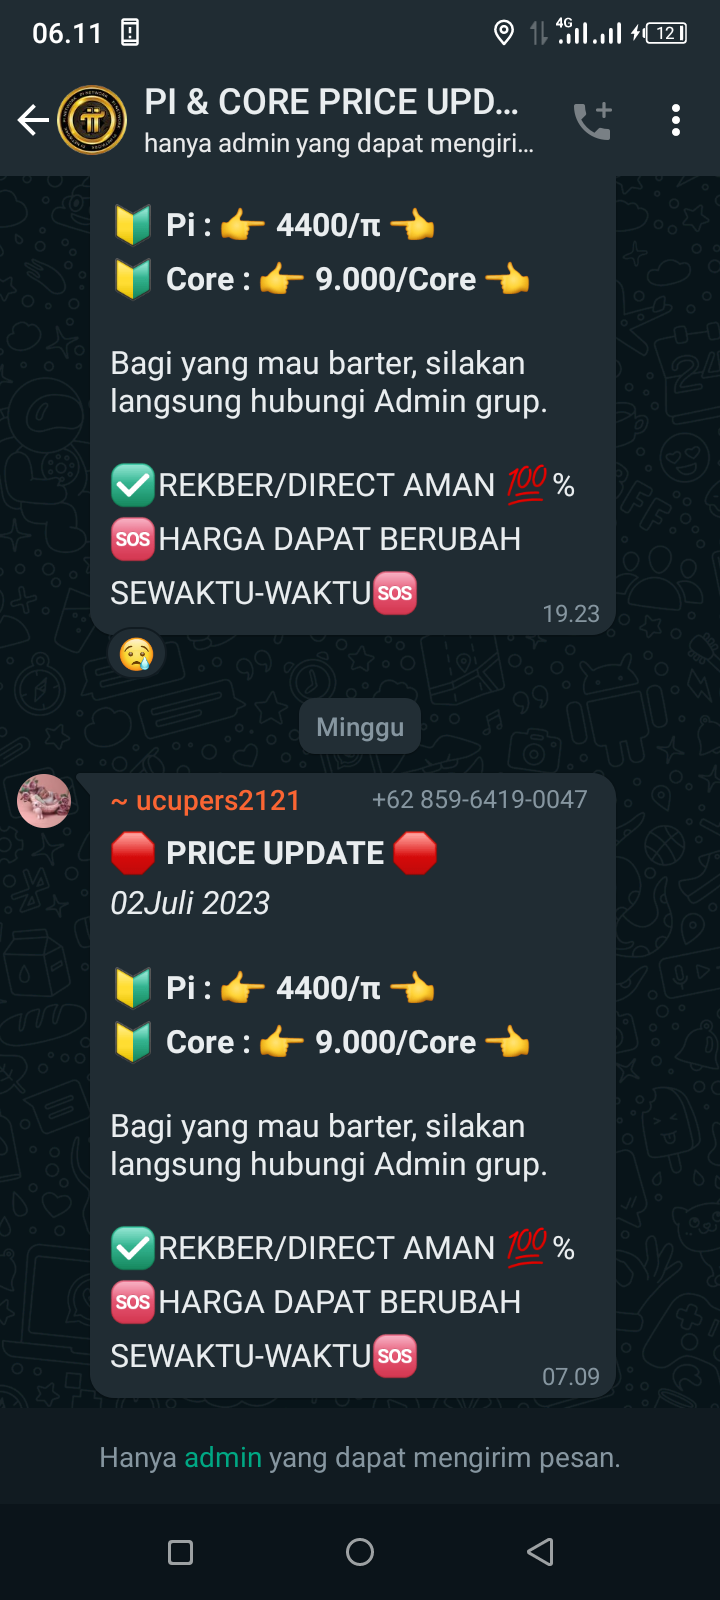 06.11
4G
12
PI & CORE PRICE UPD...
hanya admin yang dapat mengiri...
🔰 Pi : 👉 4400/π 👈
🔰 Core : 👉 9.000/Core 👈
Bagi yang mau barter, silakan
langsung hubungi Admin grup.
✅REKBER/DIRECT AMAN 💯%
🆘HARGA DAPAT BERUBAH
SEWAKTU-WAKTU🆘
19.23
Minggu
~ ucupers2121 +62 859-6419-0047
🛑 PRICE UPDATE 🛑
02Juli 2023
🔰 Pi : 👉 4400/π 👈
🔰 Core : 👉 9.000/Core 👈
Bagi yang mau barter, silakan
langsung hubungi Admin grup.
✅REKBER/DIRECT AMAN 💯%
🆘HARGA DAPAT BERUBAH
SEWAKTU-WAKTU🆘
07.09
Hanya admin yang dapat mengirim pesan.